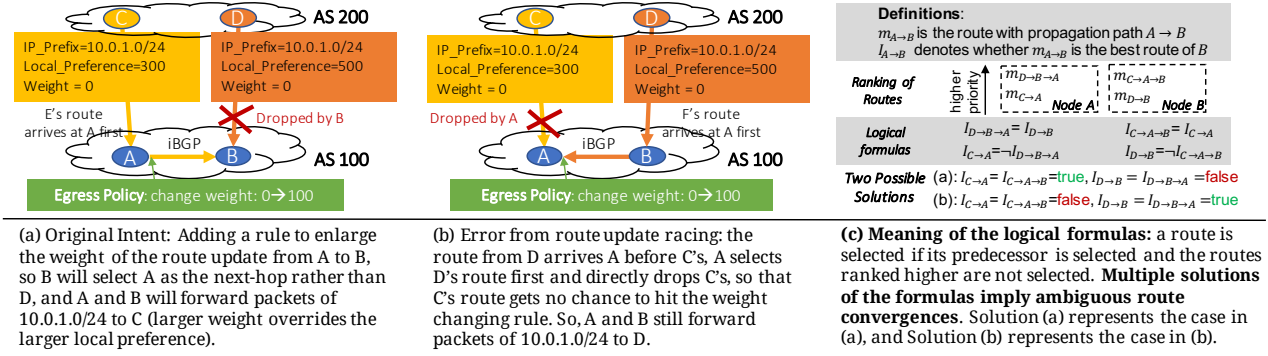 C
D
AS 200
IP_Prefix=10.0.1.0/24
Local_Preference=300
Weight = 0
IP_Prefix=10.0.1.0/24
Local_Preference=500
Weight = 0
E's route
arrives at A first
Dropped by B
iBGP
A
B
AS 100
Egress Policy: change weight: 0→100
(a) Original Intent: Adding a rule to enlarge
the weight of the route update from A to B,
so B will select A as the next-hop rather than
D, and A and B will forward packets of
10.0.1.0/24 to C (larger weight overrides the
larger local preference).
C
D
AS 200
IP_Prefix=10.0.1.0/24
Local_Preference=300
Weight = 0
IP_Prefix=10.0.1.0/24
Local_Preference=500
Weight = 0
Dropped by A
F's route
arrives at A first
iBGP
A
B
AS 100
Egress Policy: change weight: 0→100
(b) Error from route update racing: the
route from D arrives A before C's, A selects
D's route first and directly drops C's, so that
C's route gets no chance to hit the weight
changing rule. So, A and B still forward
packets of 10.0.1.0/24 to D.
Definitions:
m_{A→B} is the route with propagation path A → B
I_{A→B} denotes whether m_{A→B} is the best route of B
Ranking of
Routes
higher
priority
m_{D→B→A}
m_{C→A}
Node A
m_{C→A→B}
m_{D→B}
Node B
Logical
formulas
I_{D→B→A} = I_{D→B}
I_{C→A→B} = I_{C→A}
I_{C→A}=¬I_{D→B→A}
I_{D→B}=¬I_{C→A→B}
Two Possible
Solutions
(a): I_{C→A}= I_{C→A→B}=true, I_{D→B} = I_{D→B→A} =false
(b): I_{C→A}= I_{C→A→B}=false, I_{D→B} = I_{D→B→A} =true
(c) Meaning of the logical formulas: a route is
selected if its predecessor is selected and the routes
ranked higher are not selected. Multiple solutions
of the formulas imply ambiguous route
convergences. Solution (a) represents the case in
(a), and Solution (b) represents the case in (b).